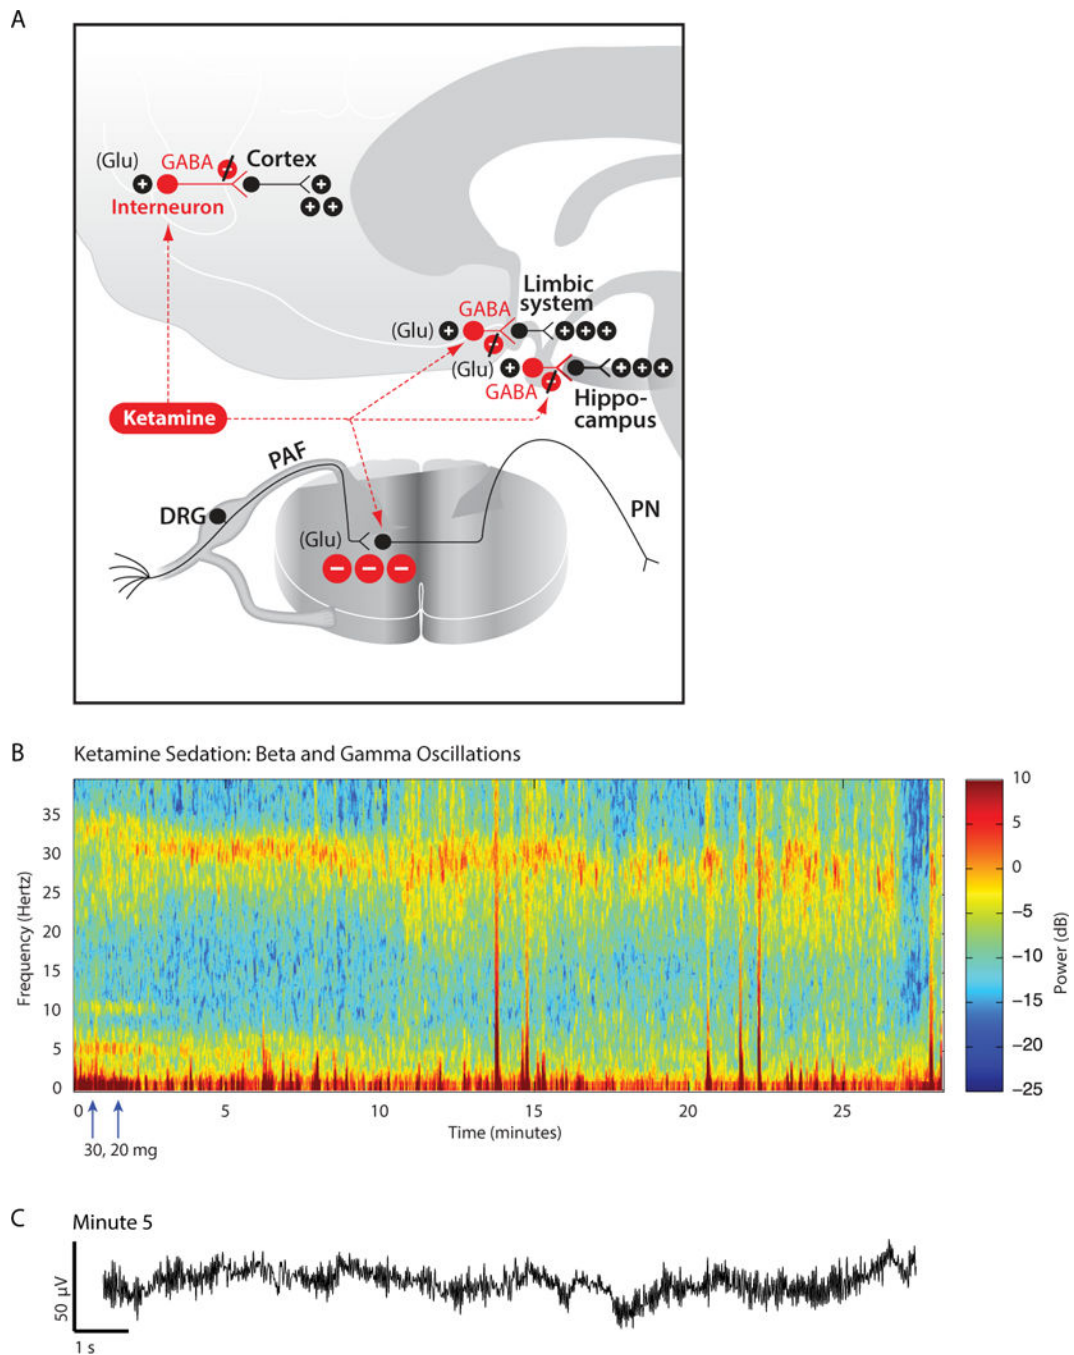 A
(Glu) GABA Cortex
Interneuron
Limbic
system
GABA
(Glu)
(Glu)
GABA
Hippo-
campus
Ketamine
PAF
DRG
(Glu)
PN
B Ketamine Sedation: Beta and Gamma Oscillations
Frequency (Hertz)
35
30
25
20
15
10
5
0
0 5 10 15 20 25
Time (minutes)
30, 20 mg
10
5
0
−5
−10
−15
−20
−25
Power (dB)
C Minute 5
50 µV
1 s